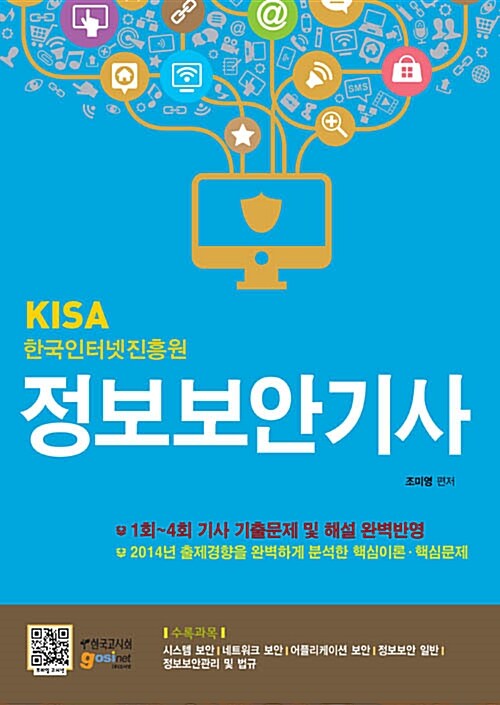 SMS
KISA
한국인터넷진흥원
정보보안기사
조미영 편저
1회~4회 기사 기출문제 및 해설 완벽반영
2014년 출제경향을 완벽하게 분석한 핵심이론·핵심문제
한국고시회
gosinet
수록과목
시스템 보안 | 네트워크 보안 | 어플리케이션 보안 | 정보보안 일반 |
정보보안관리 및 법규